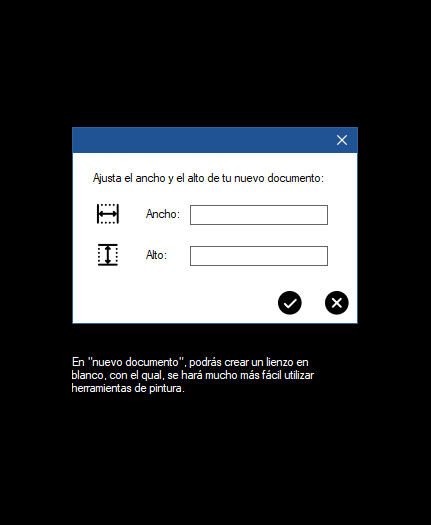 Ajusta el ancho y el alto de tu nuevo documento:
Ancho:
Alto:
En "nuevo documento", podrás crear un lienzo en
blanco, con el qual, se hará mucho más fácil utilizar
herramientas de pintura.